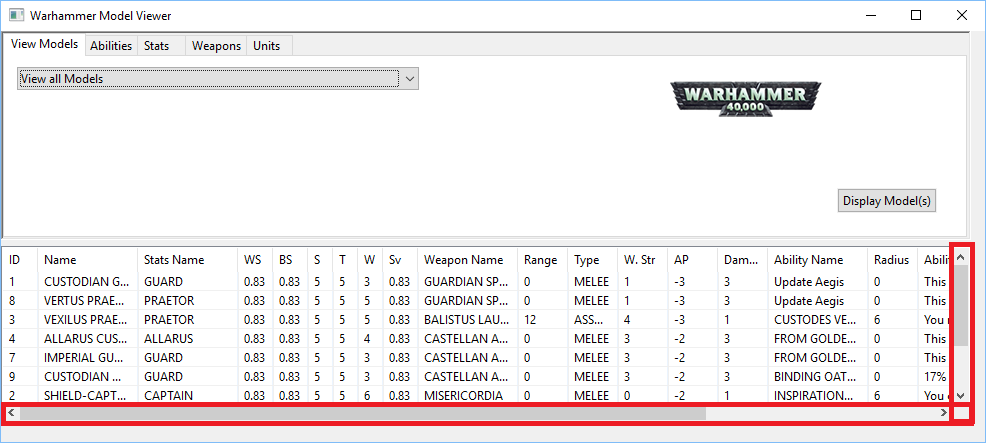 Warhammer Model Viewer
View Models Abilities Stats Weapons Units
View all Models
WARHAMMER
40,000
Display Model(s)
ID Name Stats Name WS BS S T W Sv Weapon Name Range Type W. Str AP Dam... Ability Name Radius Abili
1 CUSTODIAN G... GUARD 0.83 0.83 5 5 3 0.83 GUARDIAN SP... 0 MELEE 1 -3 3 Update Aegis 0 This
8 VERTUS PRAE... PRAETOR 0.83 0.83 5 5 5 0.83 GUARDIAN SP... 0 MELEE 1 -3 3 Update Aegis 0 This
3 VEXILUS PRAE... PRAETOR 0.83 0.83 5 5 5 0.83 BALISTUS LAU... 12 ASS... 4 -3 1 CUSTODES VE... 6 You
4 ALLARUS CUS... ALLARUS 0.83 0.83 5 5 4 0.83 CASTELLAN A... 0 MELEE 3 -2 3 FROM GOLDE... 0 This
7 IMPERIAL GU... GUARD 0.83 0.83 5 5 3 0.83 CASTELLAN A... 0 MELEE 3 -2 3 FROM GOLDE... 0 This
9 CUSTODIAN ... GUARD 0.83 0.83 5 5 3 0.83 CASTELLAN A... 0 MELEE 3 -2 3 BINDING OAT... 0 17%
2 SHIELD-CAPT... CAPTAIN 0.83 0.83 5 5 6 0.83 MISERICORDIA 0 MELEE 0 -2 1 INSPIRATION... 6 You